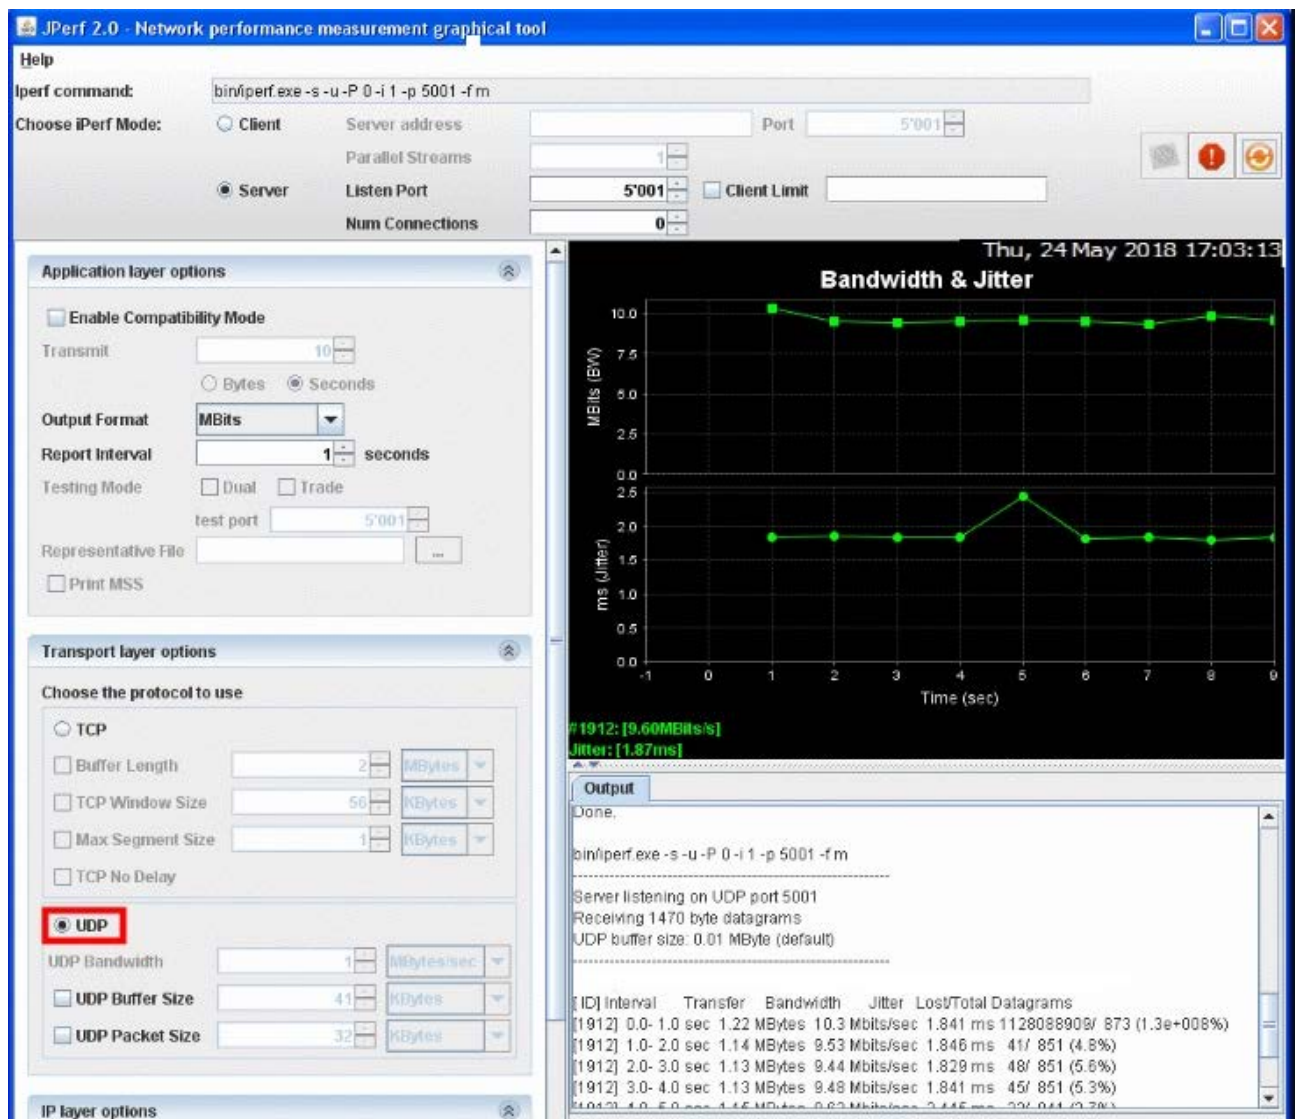 JPerf 2.0 - Network performance measurement graphical tool
Help
Iperf command: bin/iperf.exe -s -u -P 0 -i 1 -p 5001 -f m
Choose iPerf Mode: Client Server address Port 5'001
Parallel Streams 1
Server Listen Port 5'001 Client Limit
Num Connections 0
Application layer options
Enable Compatibility Mode
Transmit 10
Bytes Seconds
Output Format MBits
Report Interval 1 seconds
Testing Mode Dual Trade
test port 5'001
Representative File ...
Print MSS
Transport layer options
Choose the protocol to use
TCP
Buffer Length 2 MBytes
TCP Window Size 56 KBytes
Max Segment Size 1 KBytes
TCP No Delay
UDP
UDP Bandwidth 1 MBytes/sec
UDP Buffer Size 41 KBytes
UDP Packet Size 32 KBytes
IP layer options
Thu, 24 May 2018 17:03:13
Bandwidth & Jitter
MBits (BW)
10.0
7.5
5.0
2.5
0.0
ms (Jitter)
2.5
2.0
1.5
1.0
0.5
0.0
-1 0 1 2 3 4 5 6 7 8 9
Time (sec)
#1912: [9.60MBits/s]
Jitter: [1.87ms]
Output
Done.
bin/iperf.exe -s -u -P 0 -i 1 -p 5001 -f m
------------------------------------------------------------
Server listening on UDP port 5001
Receiving 1470 byte datagrams
UDP buffer size: 0.01 MByte (default)
------------------------------------------------------------
[ ID] Interval Transfer Bandwidth Jitter Lost/Total Datagrams
[1912] 0.0- 1.0 sec 1.22 MBytes 10.3 Mbits/sec 1.841 ms 1128088909/ 873 (1.3e+008%)
[1912] 1.0- 2.0 sec 1.14 MBytes 9.53 Mbits/sec 1.846 ms 41/ 851 (4.8%)
[1912] 2.0- 3.0 sec 1.13 MBytes 9.44 Mbits/sec 1.829 ms 48/ 851 (5.6%)
[1912] 3.0- 4.0 sec 1.13 MBytes 9.48 Mbits/sec 1.841 ms 45/ 851 (5.3%)